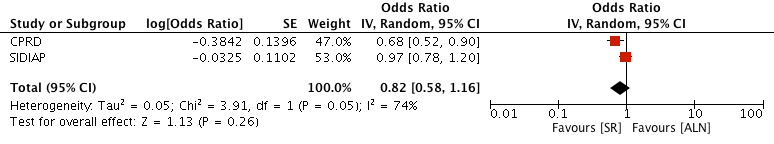 Odds Ratio Odds Ratio
Study or Subgroup log[Odds Ratio] SE Weight IV, Random, 95% CI IV, Random, 95% CI
CPRD −0.3842 0.1396 47.0% 0.68 [0.52, 0.90]
SIDIAP −0.0325 0.1102 53.0% 0.97 [0.78, 1.20]
Total (95% CI) 100.0% 0.82 [0.58, 1.16]
Heterogeneity: Tau² = 0.05; Chi² = 3.91, df = 1 (P = 0.05); I² = 74%
Test for overall effect: Z = 1.13 (P = 0.26)
0.01 0.1 1 10 100
Favours [SR] Favours [ALN]